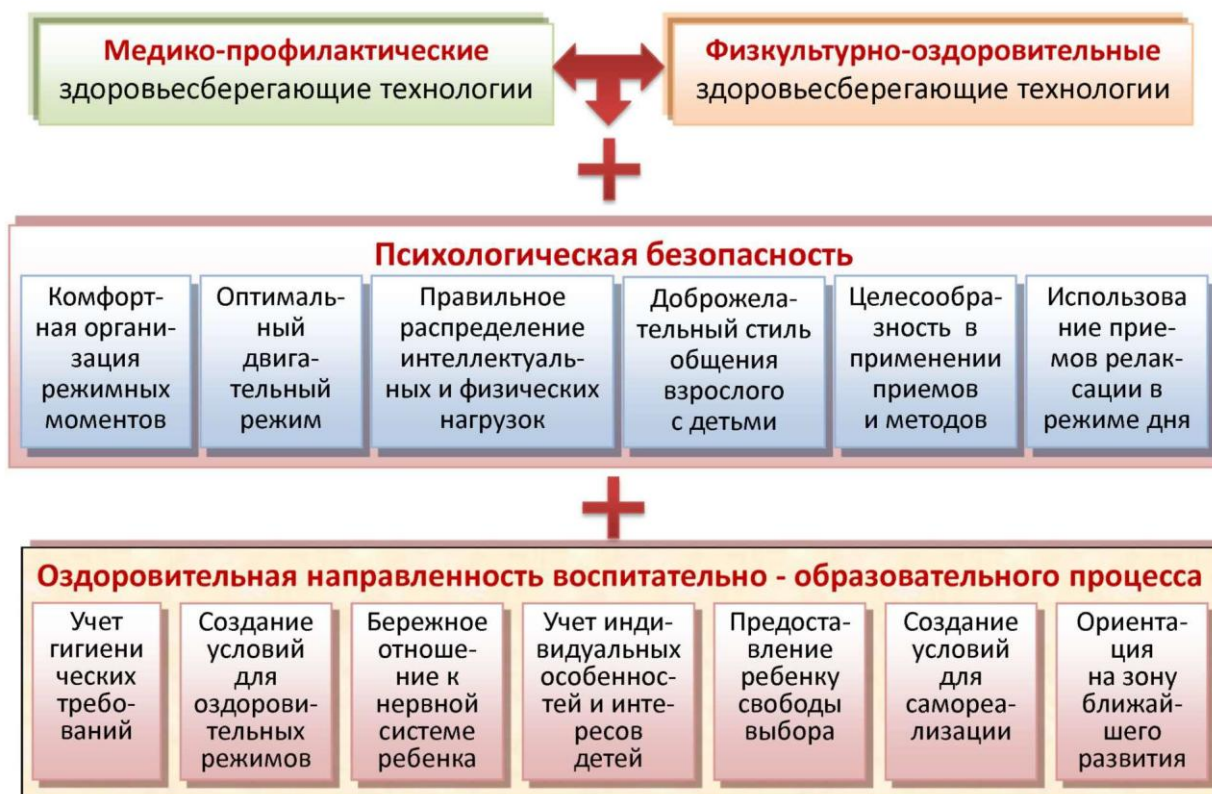 Медико-профилактические
здоровьесберегающие технологии
Физкультурно-оздоровительные
здоровьесберегающие технологии
Психологическая безопасность
Комфорт-
ная органи-
зация
режимных
моментов
Оптималь-
ный
двига-
тельный
режим
Правильное
распределение
интеллектуаль-
ных и физических
нагрузок
Доброжела-
тельный стиль
общения
взрослого
с детьми
Целесообра-
зность в
применении
приемов
и методов
Использова
ние прие-
мов релак-
сации в
режиме дня
Оздоровительная направленность воспитательно - образовательного процесса
Учет
гигиени
ческих
требо-
ваний
Создание
условий
для
оздорови-
тельных
режимов
Бережное
отноше-
ние к
нервной
системе
ребенка
Учет инди-
видуальных
особеннос-
тей и инте-
ресов
детей
Предоста-
вление
ребенку
свободы
выбора
Создание
условий
для
самореа-
лизации
Ориента-
ция
на зону
ближай-
шего
развития